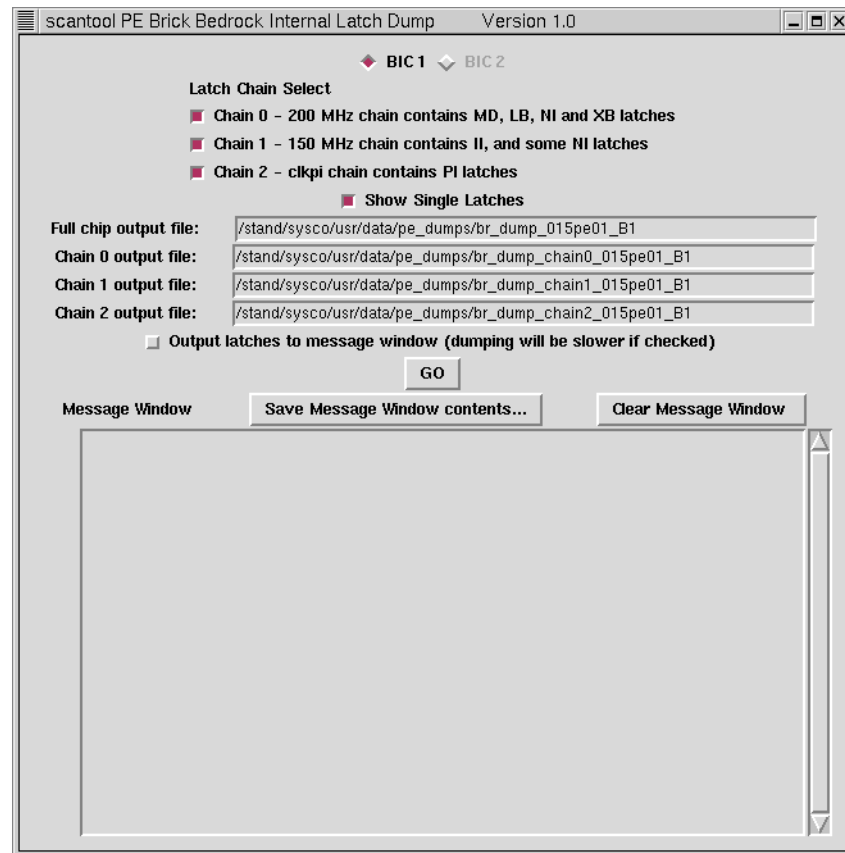 scantool PE Brick Bedrock Internal Latch Dump Version 1.0
BIC 1 BIC 2
Latch Chain Select
Chain 0 - 200 MHz chain contains MD, LB, NI and XB latches
Chain 1 - 150 MHz chain contains II, and some NI latches
Chain 2 - clkpi chain contains PI latches
Show Single Latches
Full chip output file: /stand/sysco/usr/data/pe_dumps/br_dump_015pe01_B1
Chain 0 output file: /stand/sysco/usr/data/pe_dumps/br_dump_chain0_015pe01_B1
Chain 1 output file: /stand/sysco/usr/data/pe_dumps/br_dump_chain1_015pe01_B1
Chain 2 output file: /stand/sysco/usr/data/pe_dumps/br_dump_chain2_015pe01_B1
Output latches to message window (dumping will be slower if checked)
GO
Message Window Save Message Window contents... Clear Message Window